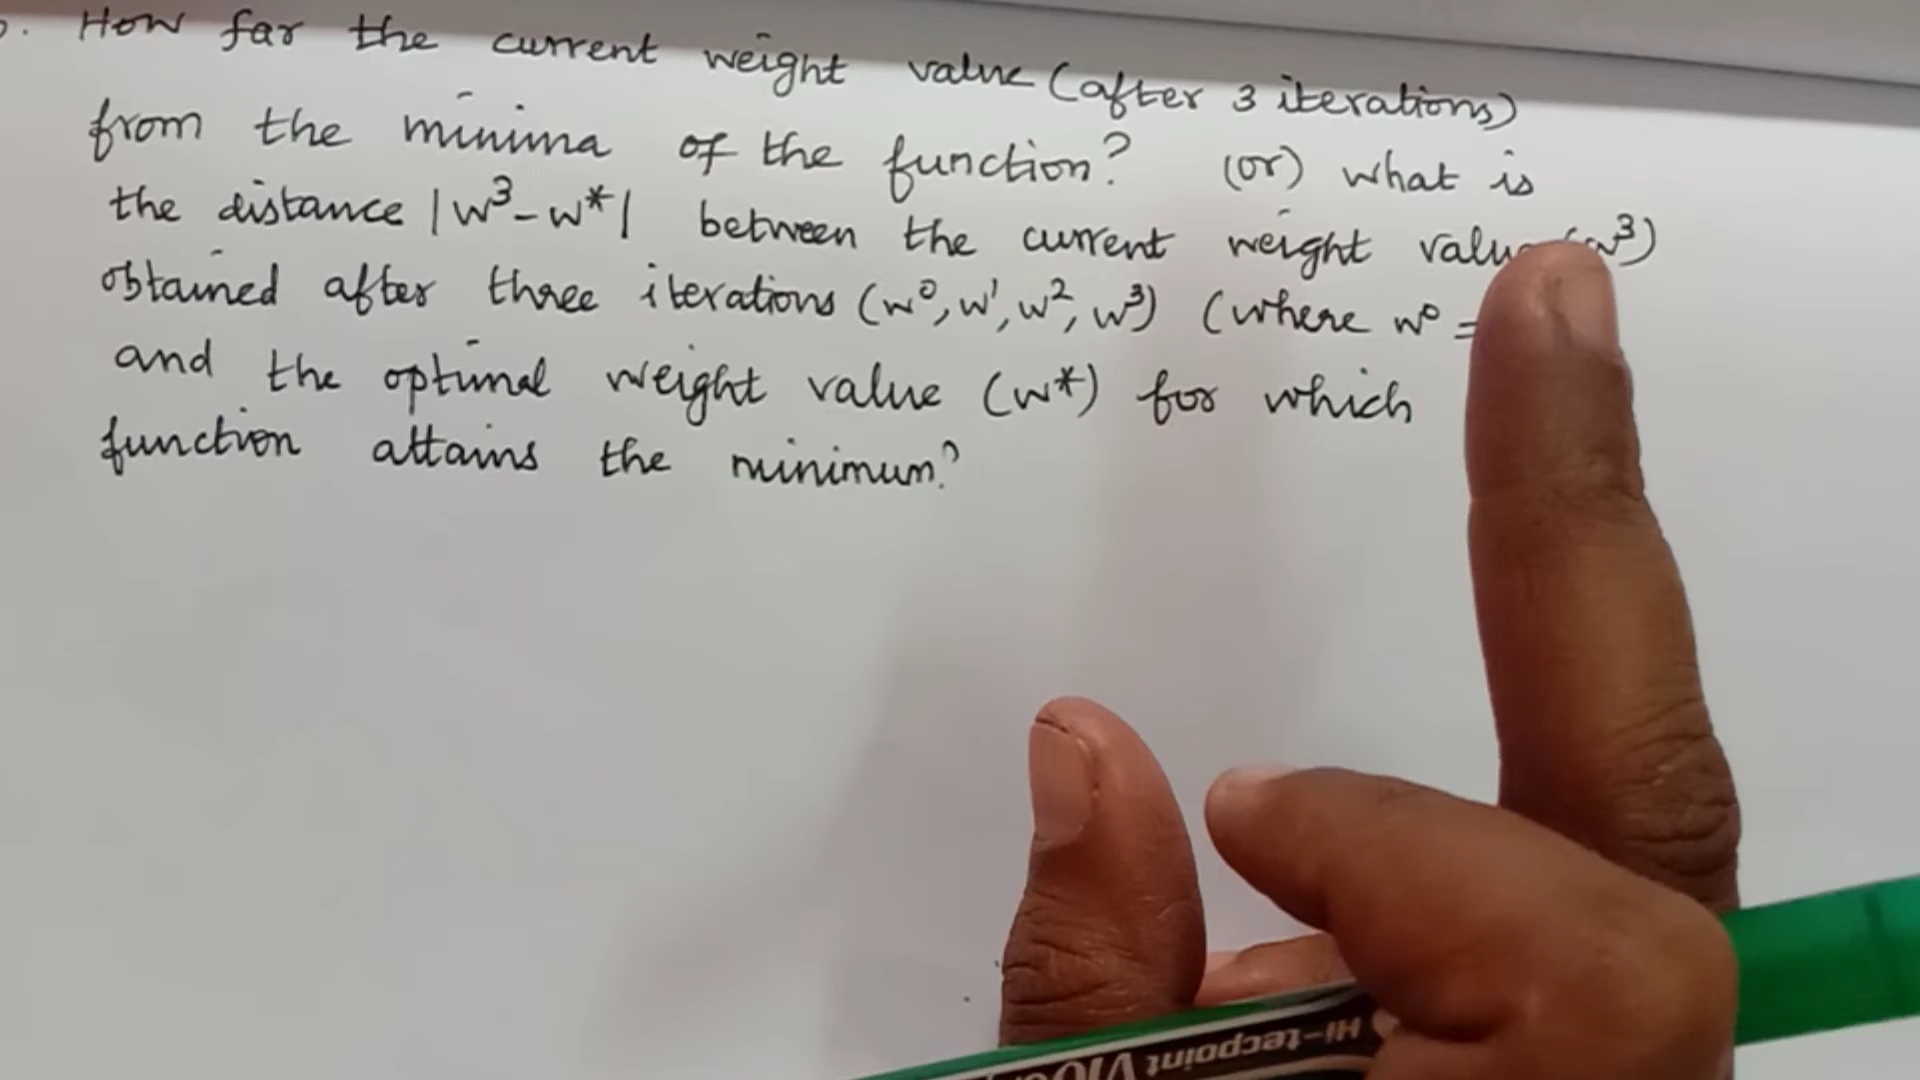 How far the current weight value (after 3 iterations)
from the minima of the function? (or) what is
the distance |w³-w*| between the current weight value (w³)
obtained after three iterations (w⁰, w¹, w², w³) (where w⁰ =
and the optimal weight value (w*) for which
function attains the minimum?
Hi-tecpoint